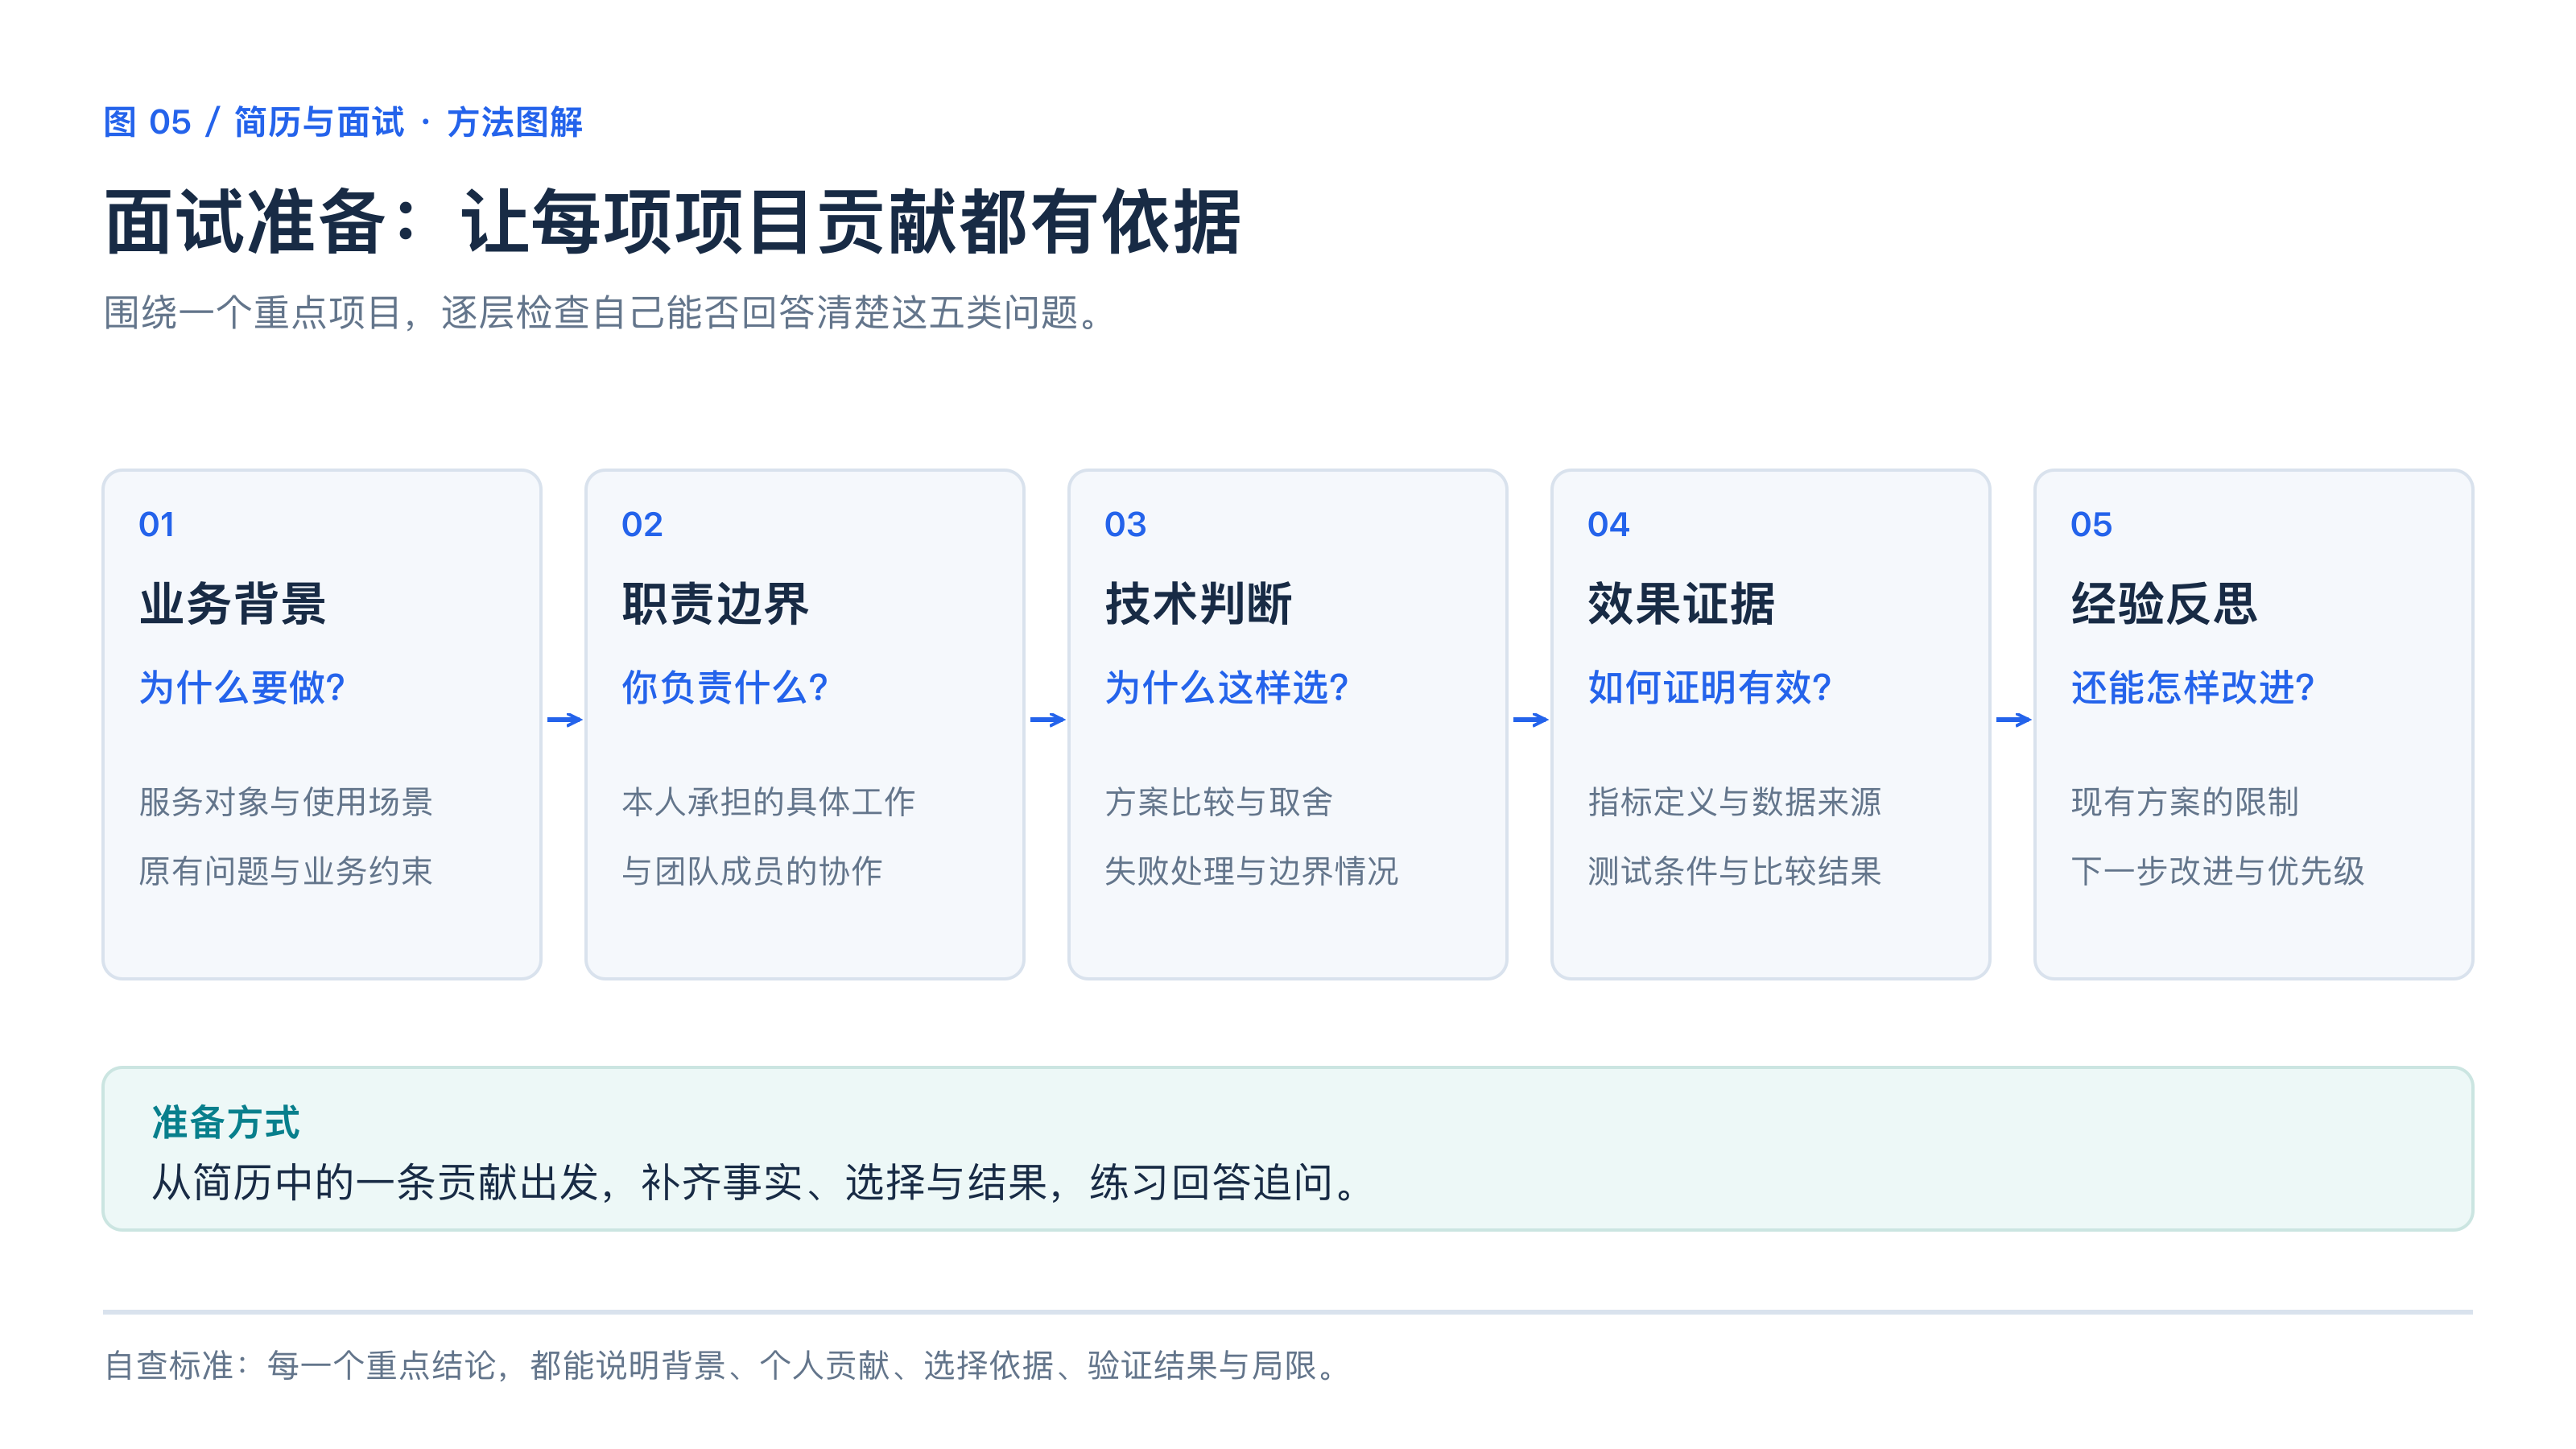 图 05 / 简历与面试 · 方法图解
面试准备：让每项项目贡献都有依据
围绕一个重点项目，逐层检查自己能否回答清楚这五类问题。
01
业务背景
为什么要做?
服务对象与使用场景
原有问题与业务约束
02
职责边界
你负责什么?
本人承担的具体工作
与团队成员的协作
03
技术判断
为什么这样选?
方案比较与取舍
失败处理与边界情况
04
效果证据
如何证明有效?
指标定义与数据来源
测试条件与比较结果
05
经验反思
还能怎样改进?
现有方案的限制
下一步改进与优先级
准备方式
从简历中的一条贡献出发，补齐事实、选择与结果，练习回答追问。
自查标准：每一个重点结论，都能说明背景、个人贡献、选择依据、验证结果与局限。